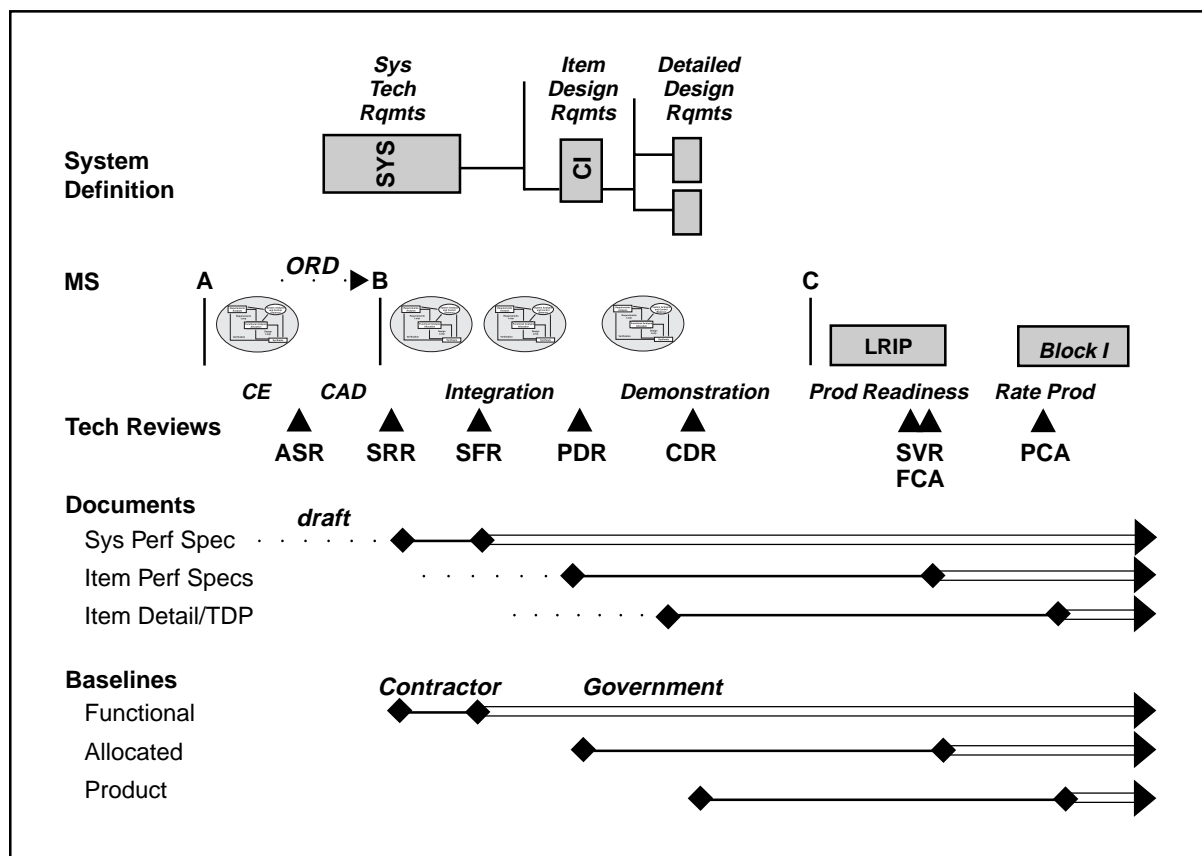 Sys
Tech
Rqmts
Item
Design
Rqmts
Detailed
Design
Rqmts
System
Definition
SYS
CI
MS
A
ORD
B
C
LRIP
Block I
CE
CAD
Integration
Demonstration
Prod Readiness
Rate Prod
Tech Reviews
ASR
SRR
SFR
PDR
CDR
SVR
FCA
PCA
Documents
draft
Sys Perf Spec
Item Perf Specs
Item Detail/TDP
Baselines
Contractor
Government
Functional
Allocated
Product